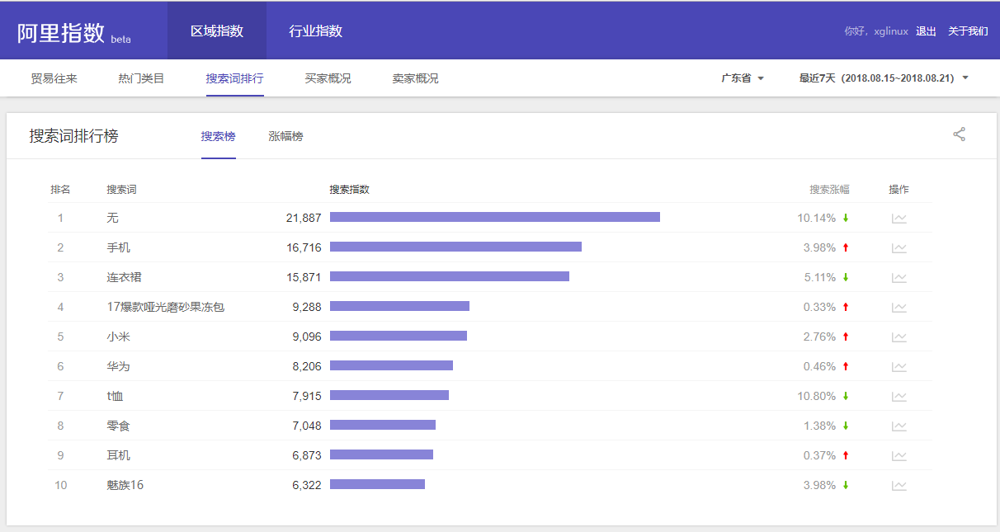 阿里指数 beta 区域指数 行业指数 你好，xglinux 退出 关于我们
贸易往来 热门类目 搜索词排行 买家概况 卖家概况 广东省 最近7天 (2018.08.15~2018.08.21)
搜索词排行榜 搜索榜 涨幅榜
排名 搜索词 搜索指数 搜索涨幅 操作
1 无 21,887 10.14%
2 手机 16,716 3.98%
3 连衣裙 15,871 5.11%
4 17爆款哑光磨砂果冻包 9,288 0.33%
5 小米 9,096 2.76%
6 华为 8,206 0.46%
7 t恤 7,915 10.80%
8 零食 7,048 1.38%
9 耳机 6,873 0.37%
10 魅族16 6,322 3.98%